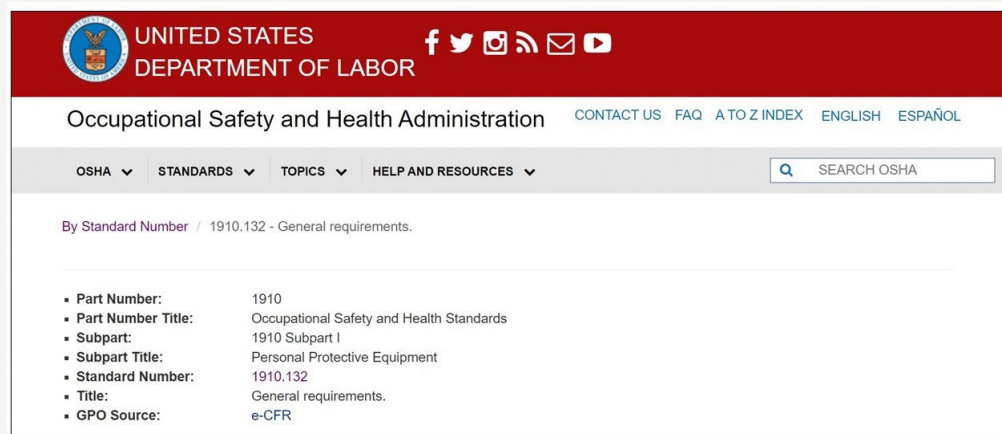 UNITED STATES
DEPARTMENT OF LABOR
Occupational Safety and Health Administration CONTACT US FAQ A TO Z INDEX ENGLISH ESPAÑOL
OSHA STANDARDS TOPICS HELP AND RESOURCES SEARCH OSHA
By Standard Number / 1910.132 - General requirements.
▪ Part Number: 1910
▪ Part Number Title: Occupational Safety and Health Standards
▪ Subpart: 1910 Subpart I
▪ Subpart Title: Personal Protective Equipment
▪ Standard Number: 1910.132
▪ Title: General requirements.
▪ GPO Source: e-CFR